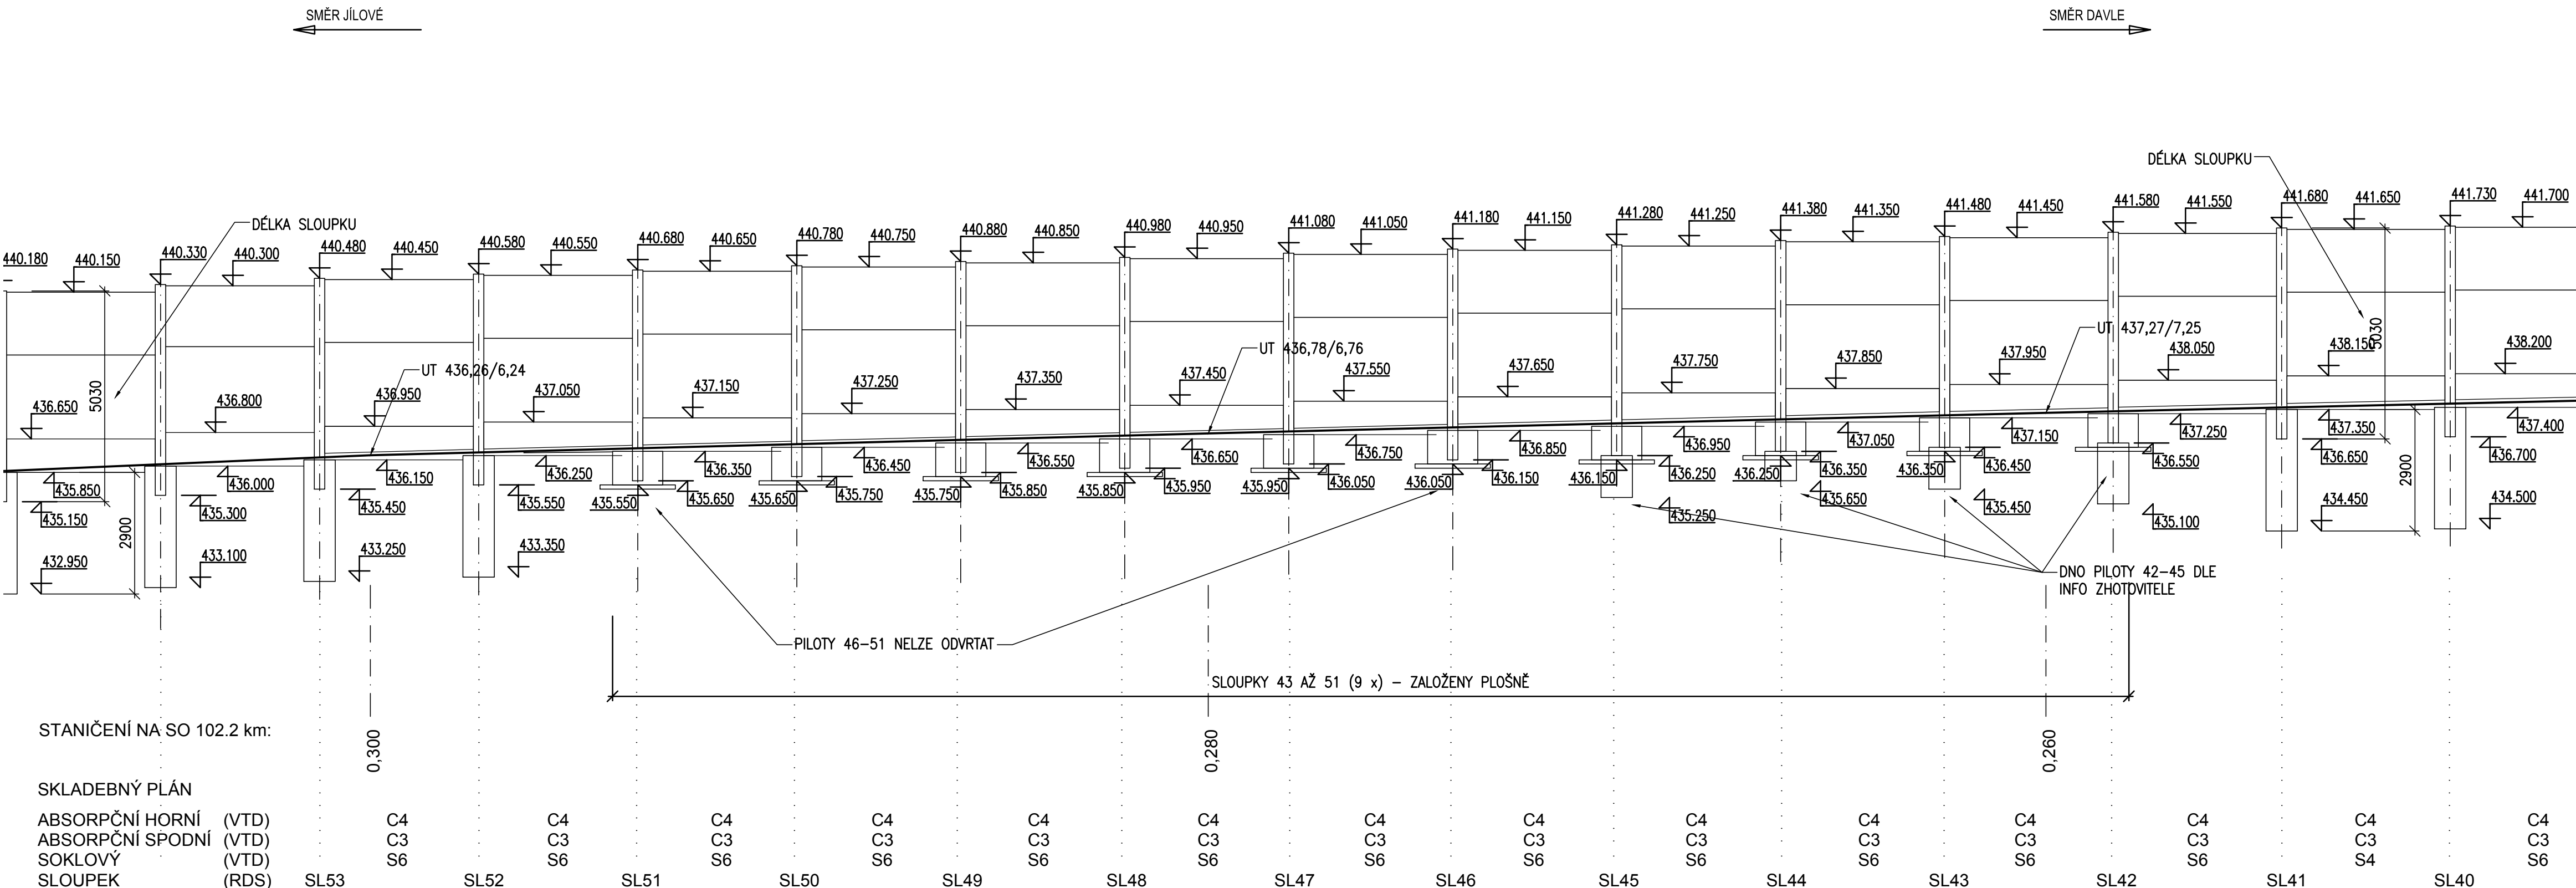 SMĚR JÍLOVÉ
SMĚR DAVLE
DÉLKA SLOUPKU
DÉLKA SLOUPKU
440.180 440.150 440.330 440.300 440.480 440.450 440.580 440.550 440.680 440.650 440.780 440.750 440.880 440.850 440.980 440.950 441.080 441.050 441.180 441.150 441.280 441.250 441.380 441.350 441.480 441.450 441.580 441.550 441.680 441.650 441.730 441.700
UT 436,26/6,24
UT 436,78/6,76
UT 437,27/7,25
5030
5030
436.650 436.800 436.950 437.050 437.150 437.250 437.350 437.450 437.550 437.650 437.750 437.850 437.950 438.050 438.150 438.200
435.850 436.000 436.150 436.250 436.350 436.450 436.550 436.650 436.750 436.850 436.950 437.050 437.150 437.250 437.350 437.400
435.150 435.300 435.450 435.550 435.550 435.650 435.650 435.750 435.750 435.850 435.850 435.950 435.950 436.050 436.050 436.150 436.150 436.250 436.250 436.350 436.350 436.450 436.550 436.650 436.700
435.250 435.650 435.450 435.100 434.450 434.500
2900
2900
432.950 433.100 433.250 433.350
DNO PILOTY 42-45 DLE
INFO ZHOTOVITELE
PILOTY 46-51 NELZE ODVRTAT
SLOUPKY 43 AŽ 51 (9 x) - ZALOŽENY PLOŠNĚ
STANIČENÍ NA SO 102.2 km:
0,300 0,280 0,260
SKLADEBNÝ PLÁN
ABSORPČNÍ HORNÍ (VTD) C4 C4 C4 C4 C4 C4 C4 C4 C4 C4 C4 C4 C4 C4
ABSORPČNÍ SPODNÍ (VTD) C3 C3 C3 C3 C3 C3 C3 C3 C3 C3 C3 C3 C3 C3
SOKLOVÝ (VTD) S6 S6 S6 S6 S6 S6 S6 S6 S6 S6 S6 S6 S4 S6
SLOUPEK (RDS) SL53 SL52 SL51 SL50 SL49 SL48 SL47 SL46 SL45 SL44 SL43 SL42 SL41 SL40